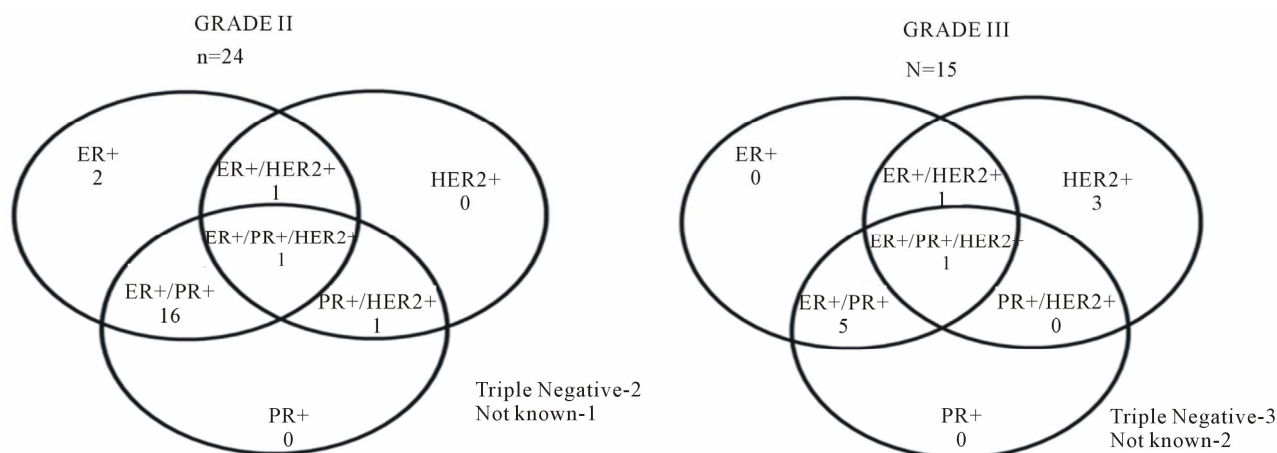 GRADE II
n=24
ER+
2
ER+/HER2+
1
HER2+
0
ER+/PR+/HER2+
1
ER+/PR+
16
PR+/HER2+
1
PR+
0
Triple Negative-2
Not known-1
GRADE III
N=15
ER+
0
ER+/HER2+
1
HER2+
3
ER+/PR+/HER2+
1
ER+/PR+
5
PR+/HER2+
0
PR+
0
Triple Negative-3
Not known-2